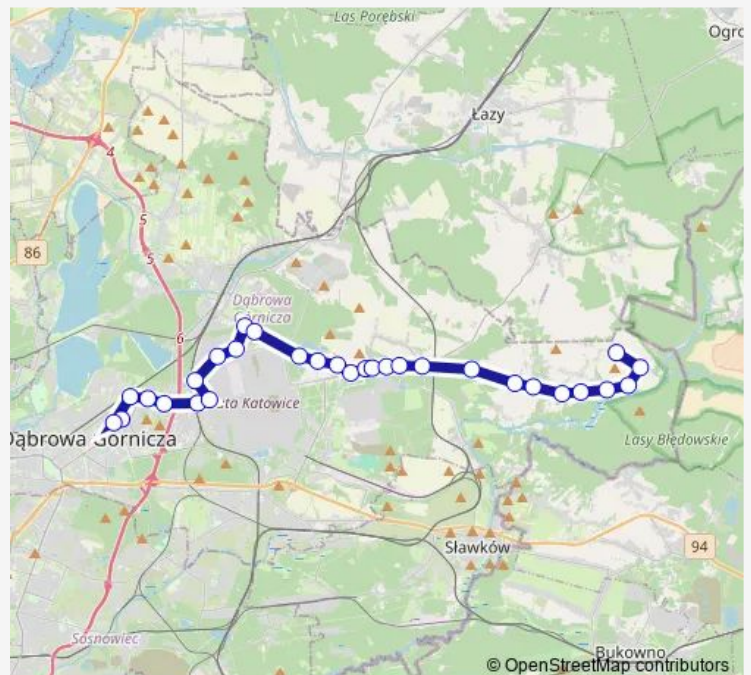 Las Porębski
Ogro
Łazy
4
5
86
5
Dąbrowa
Górnicza
6
uta Katowice
Dąbrowa Górnicza
Lasy Błędowskie
Sławków
94
Sosnowiec
Bukowno
© OpenStreetMap contributors